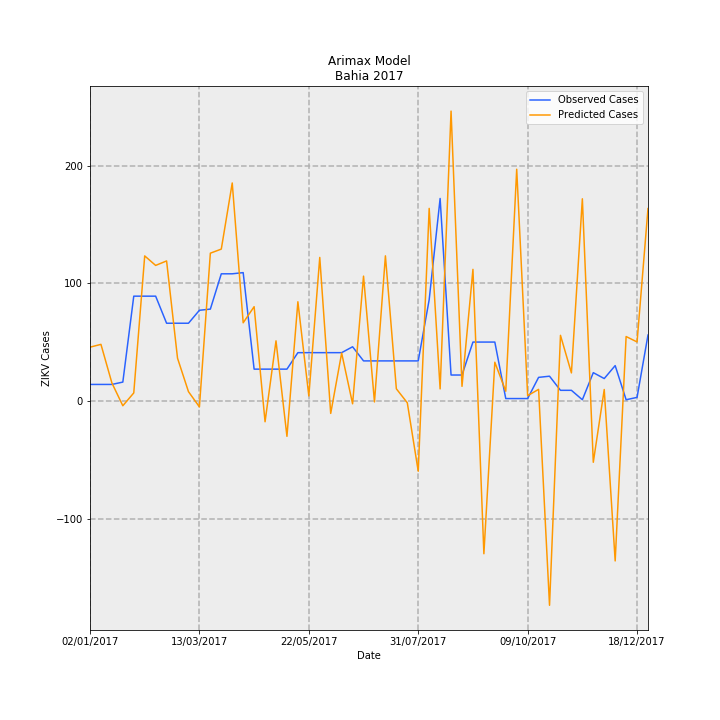 Arimax Model
Bahia 2017
Observed Cases
Predicted Cases
ZIKV Cases
200
100
0
−100
02/01/2017
13/03/2017
22/05/2017
31/07/2017
09/10/2017
18/12/2017
Date